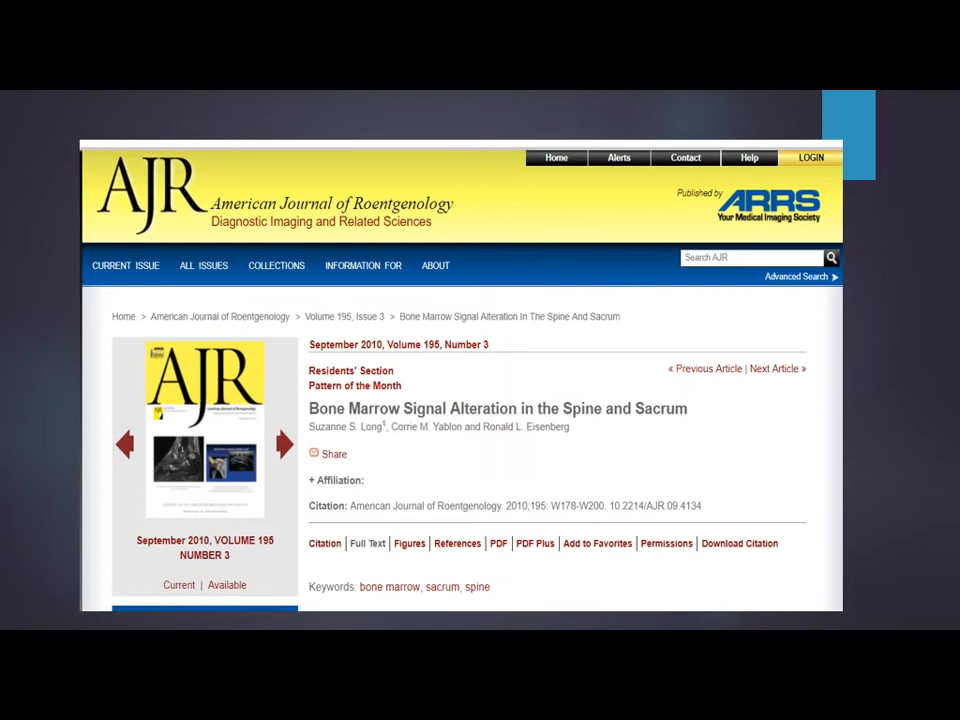 Home Alerts Contact Help LOGIN
AJR American Journal of Roentgenology
Diagnostic Imaging and Related Sciences
Published by ARRS
Your Medical Imaging Society
CURRENT ISSUE ALL ISSUES COLLECTIONS INFORMATION FOR ABOUT
Search AJR
Advanced Search
Home > American Journal of Roentgenology > Volume 195, Issue 3 > Bone Marrow Signal Alteration In The Spine And Sacrum
AJR
September 2010, VOLUME 195
NUMBER 3
Current | Available
September 2010, Volume 195, Number 3
Residents' Section
Pattern of the Month
« Previous Article | Next Article »
Bone Marrow Signal Alteration in the Spine and Sacrum
Suzanne S. Long1, Corrie M. Yablon and Ronald L. Eisenberg
Share
+ Affiliation:
Citation: American Journal of Roentgenology. 2010;195: W178-W200. 10.2214/AJR.09.4134
Citation | Full Text | Figures | References | PDF | PDF Plus | Add to Favorites | Permissions | Download Citation
Keywords: bone marrow, sacrum, spine